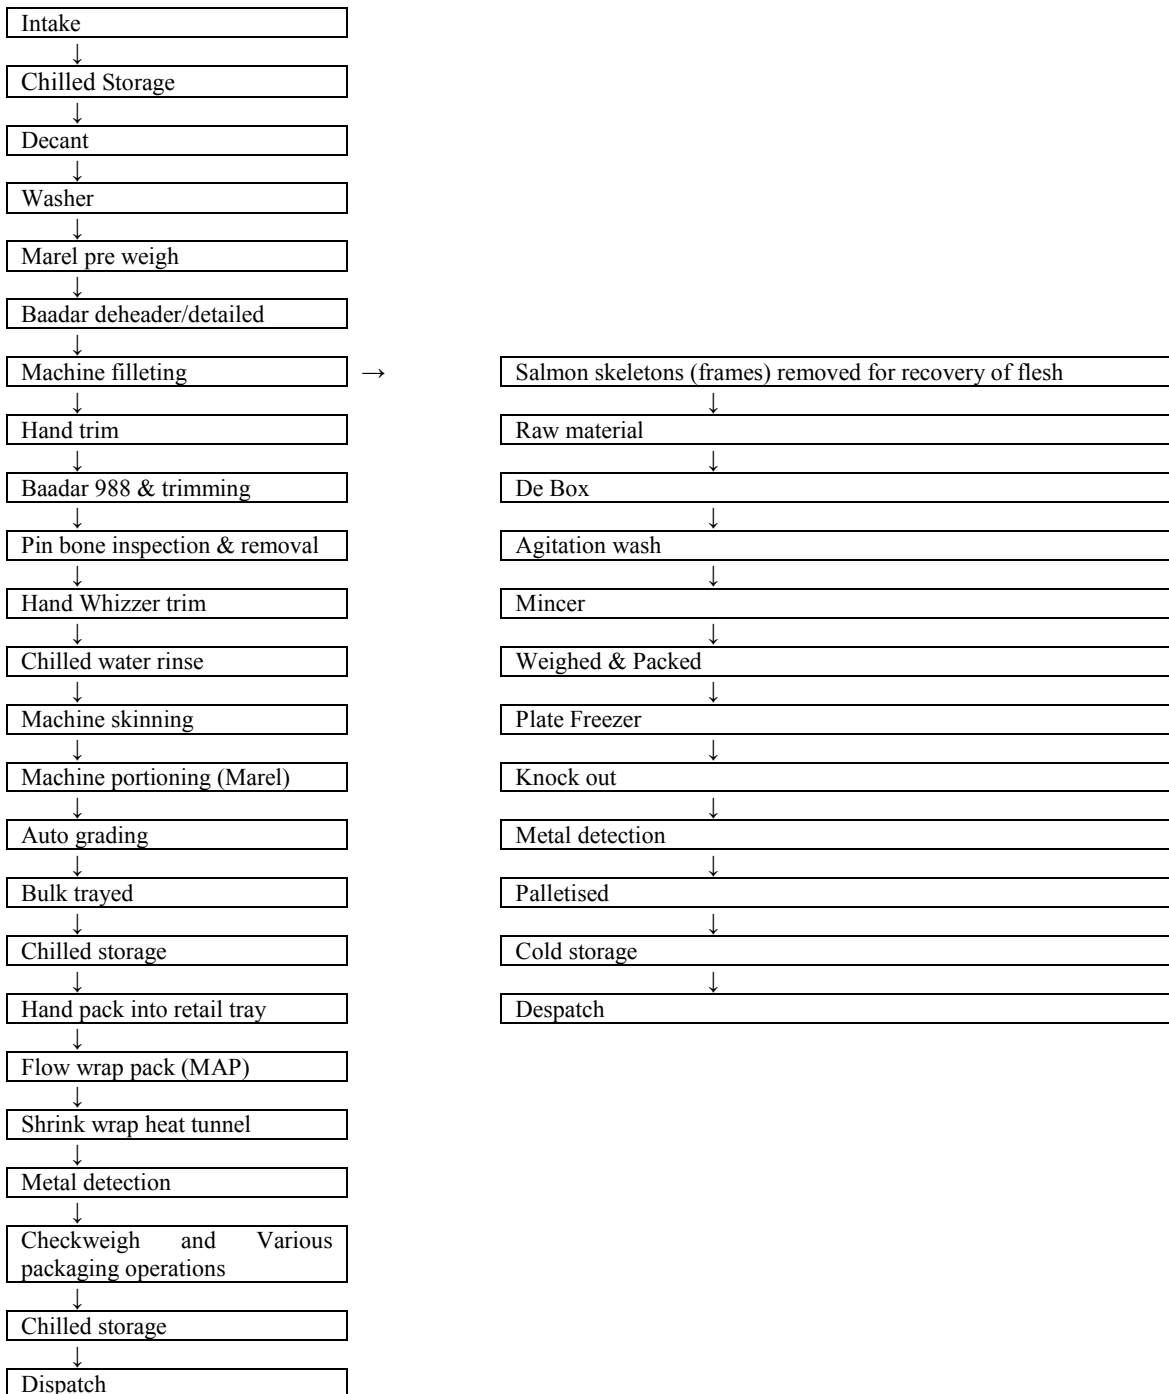 Intake
↓
Chilled Storage
↓
Decant
↓
Washer
↓
Marel pre weigh
↓
Baadar deheader/detailed
↓
Machine filleting → Salmon skeletons (frames) removed for recovery of flesh
↓ ↓
Hand trim Raw material
↓ ↓
Baadar 988 & trimming De Box
↓ ↓
Pin bone inspection & removal Agitation wash
↓ ↓
Hand Whizzer trim Mincer
↓ ↓
Chilled water rinse Weighed & Packed
↓ ↓
Machine skinning Plate Freezer
↓ ↓
Machine portioning (Marel) Knock out
↓ ↓
Auto grading Metal detection
↓ ↓
Bulk trayed Palletised
↓ ↓
Chilled storage Cold storage
↓ ↓
Hand pack into retail tray Despatch
↓
Flow wrap pack (MAP)
↓
Shrink wrap heat tunnel
↓
Metal detection
↓
Checkweigh and Various
packaging operations
↓
Chilled storage
↓
Dispatch